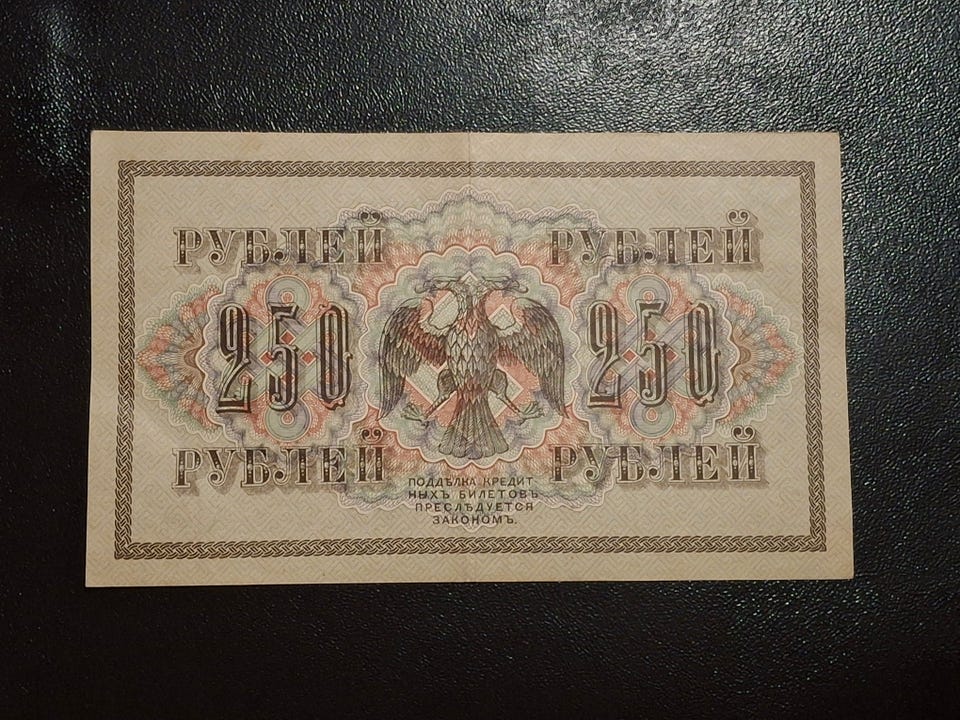 РУБЛЕЙ РУБЛЕЙ
250 250
РУБЛЕЙ РУБЛЕЙ
ПОДДѢЛКА КРЕДИТ
НЫХЪ БИЛЕТОВЪ
ПРЕСЛѢДУЕТСЯ
ЗАКОНОМЪ.